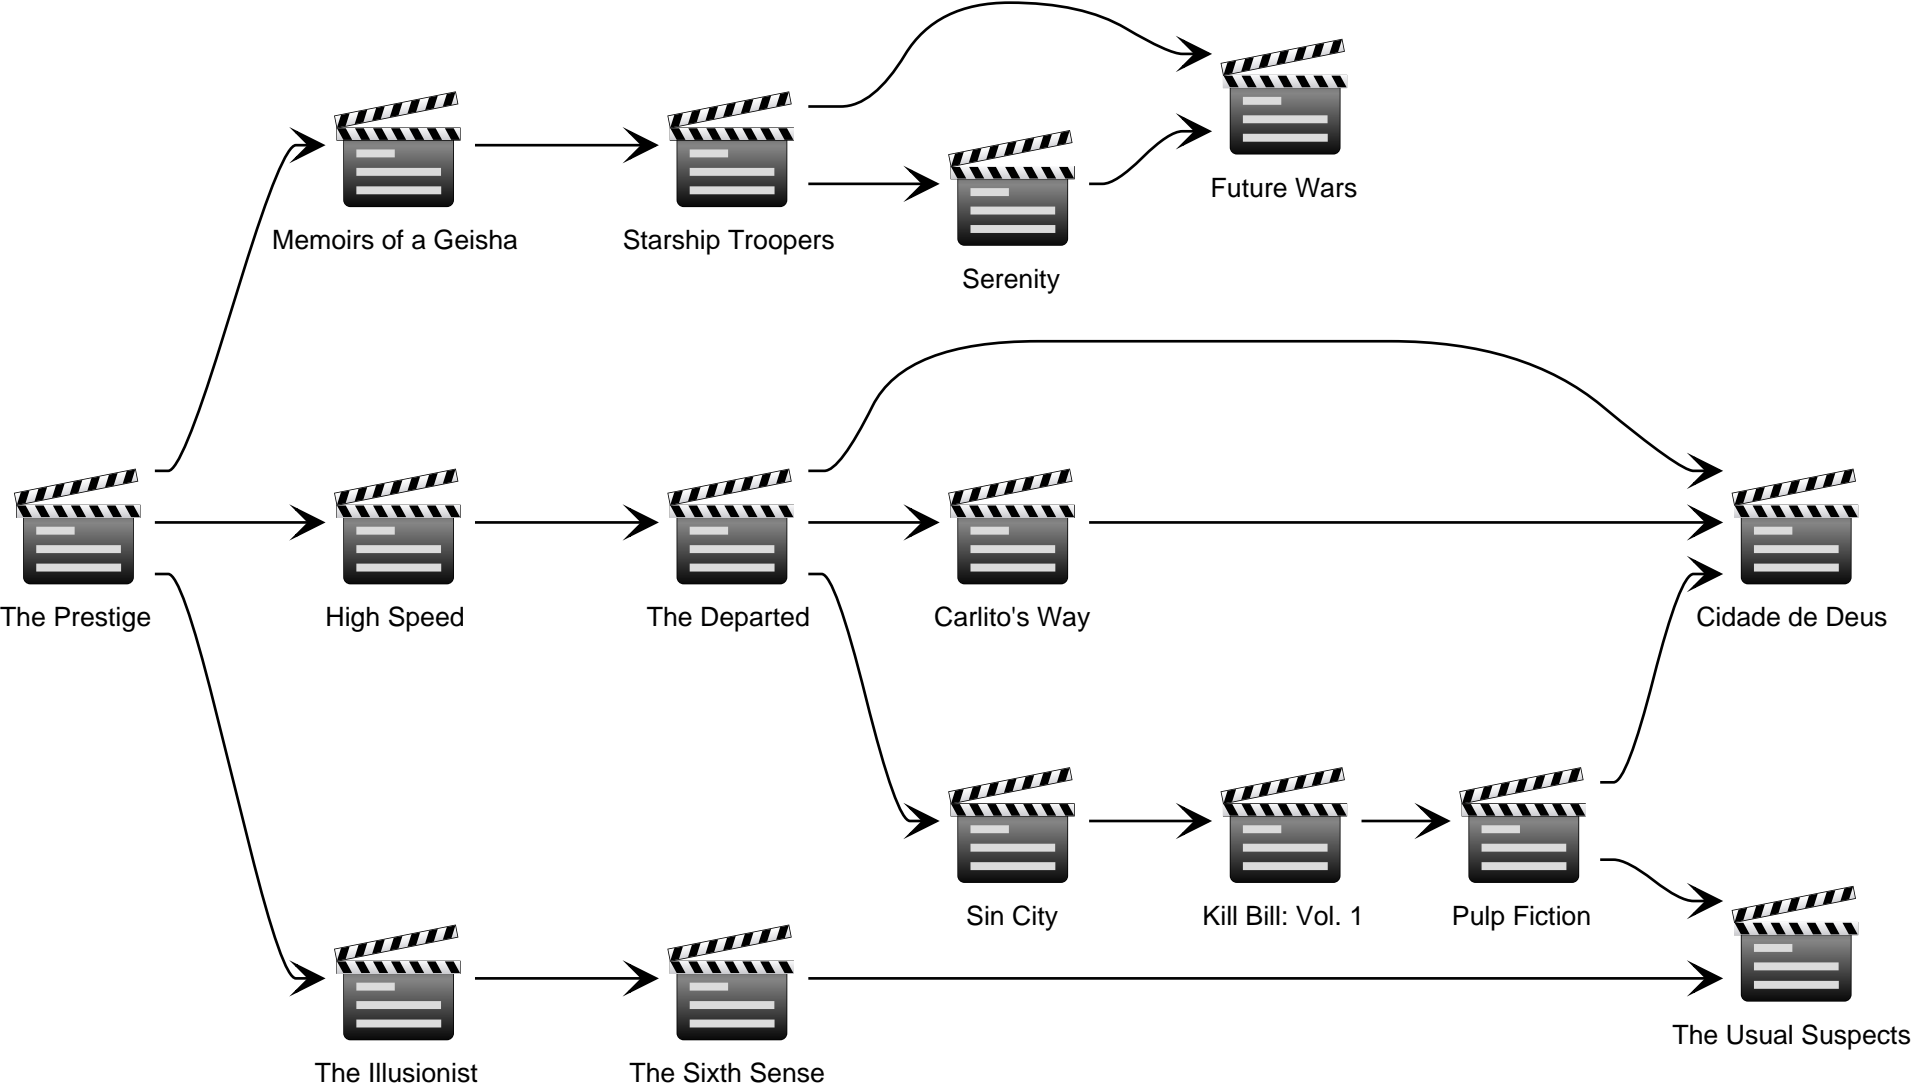 Future Wars
Memoirs of a Geisha
Starship Troopers
Serenity
The Prestige
High Speed
The Departed
Carlito's Way
Cidade de Deus
Sin City
Kill Bill: Vol. 1
Pulp Fiction
The Usual Suspects
The Illusionist
The Sixth Sense